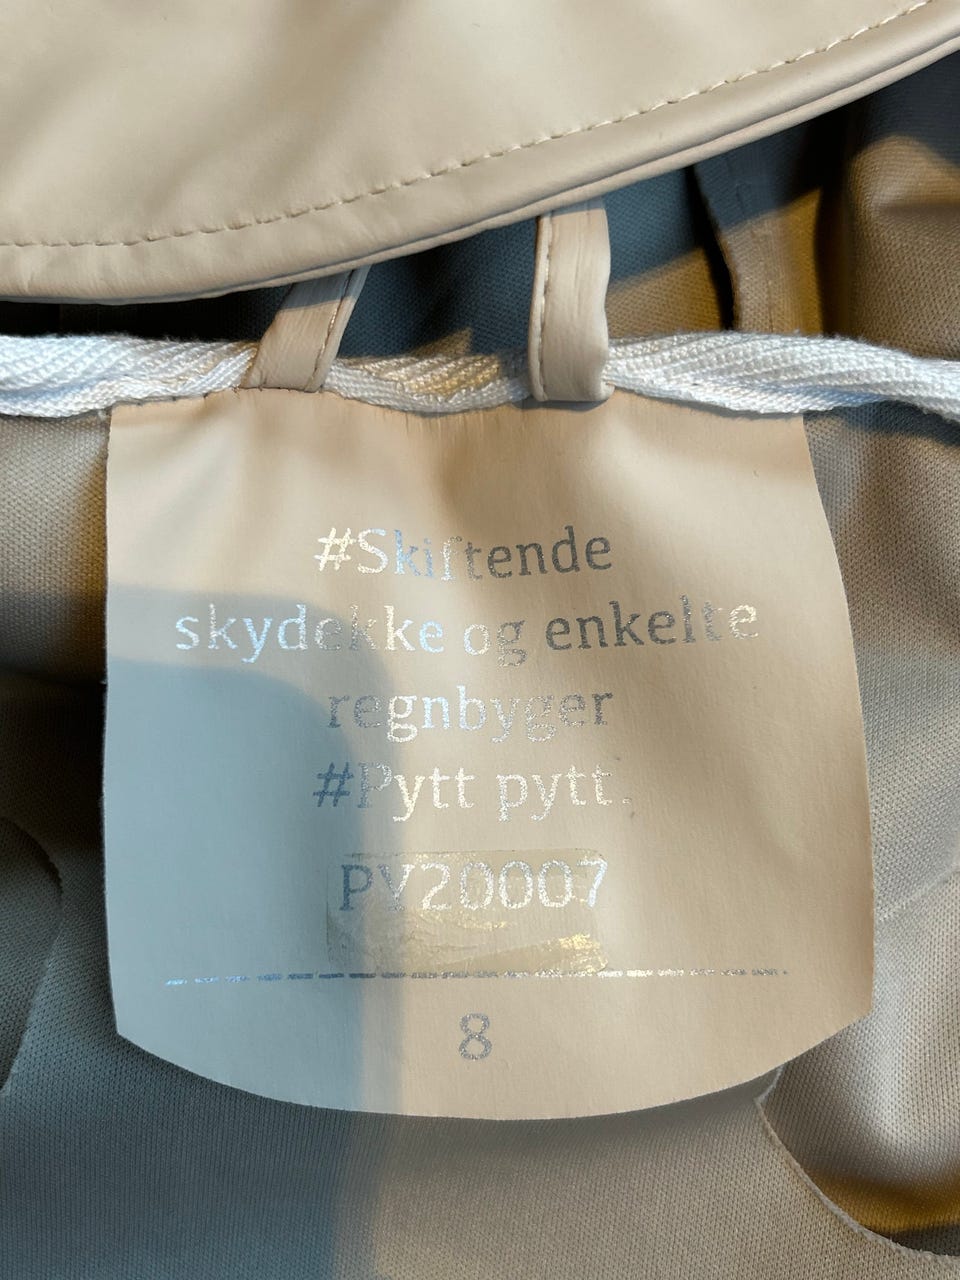 #Skiftende
skydekke og enkelte
regnbyger
#Pytt pytt.
PY20007
8